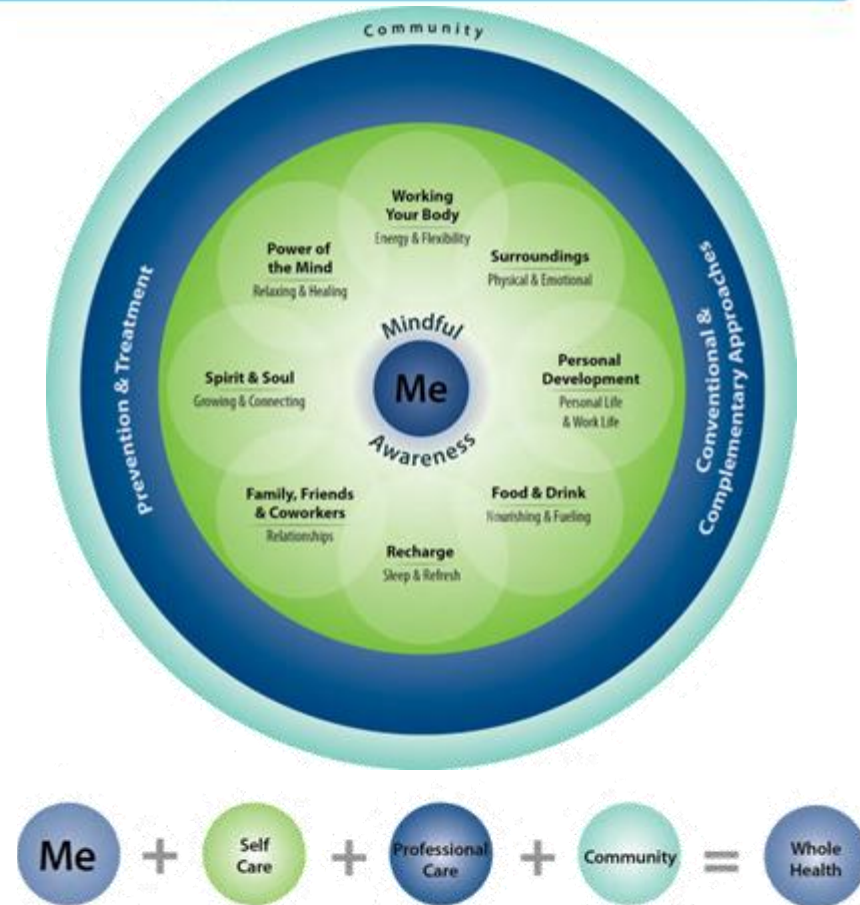 Community
Working
Your Body
Energy & Flexibility
Surroundings
Physical & Emotional
Personal
Development
Personal Life
& Work Life
Food & Drink
Nourishing & Fueling
Recharge
Sleep & Refresh
Family, Friends
& Coworkers
Relationships
Spirit & Soul
Growing & Connecting
Power of
the Mind
Relaxing & Healing
Mindful
Me
Awareness
Prevention & Treatment
Conventional &
Complementary Approaches
Me
+
Self
Care
+
Professional
Care
+
Community
=
Whole
Health